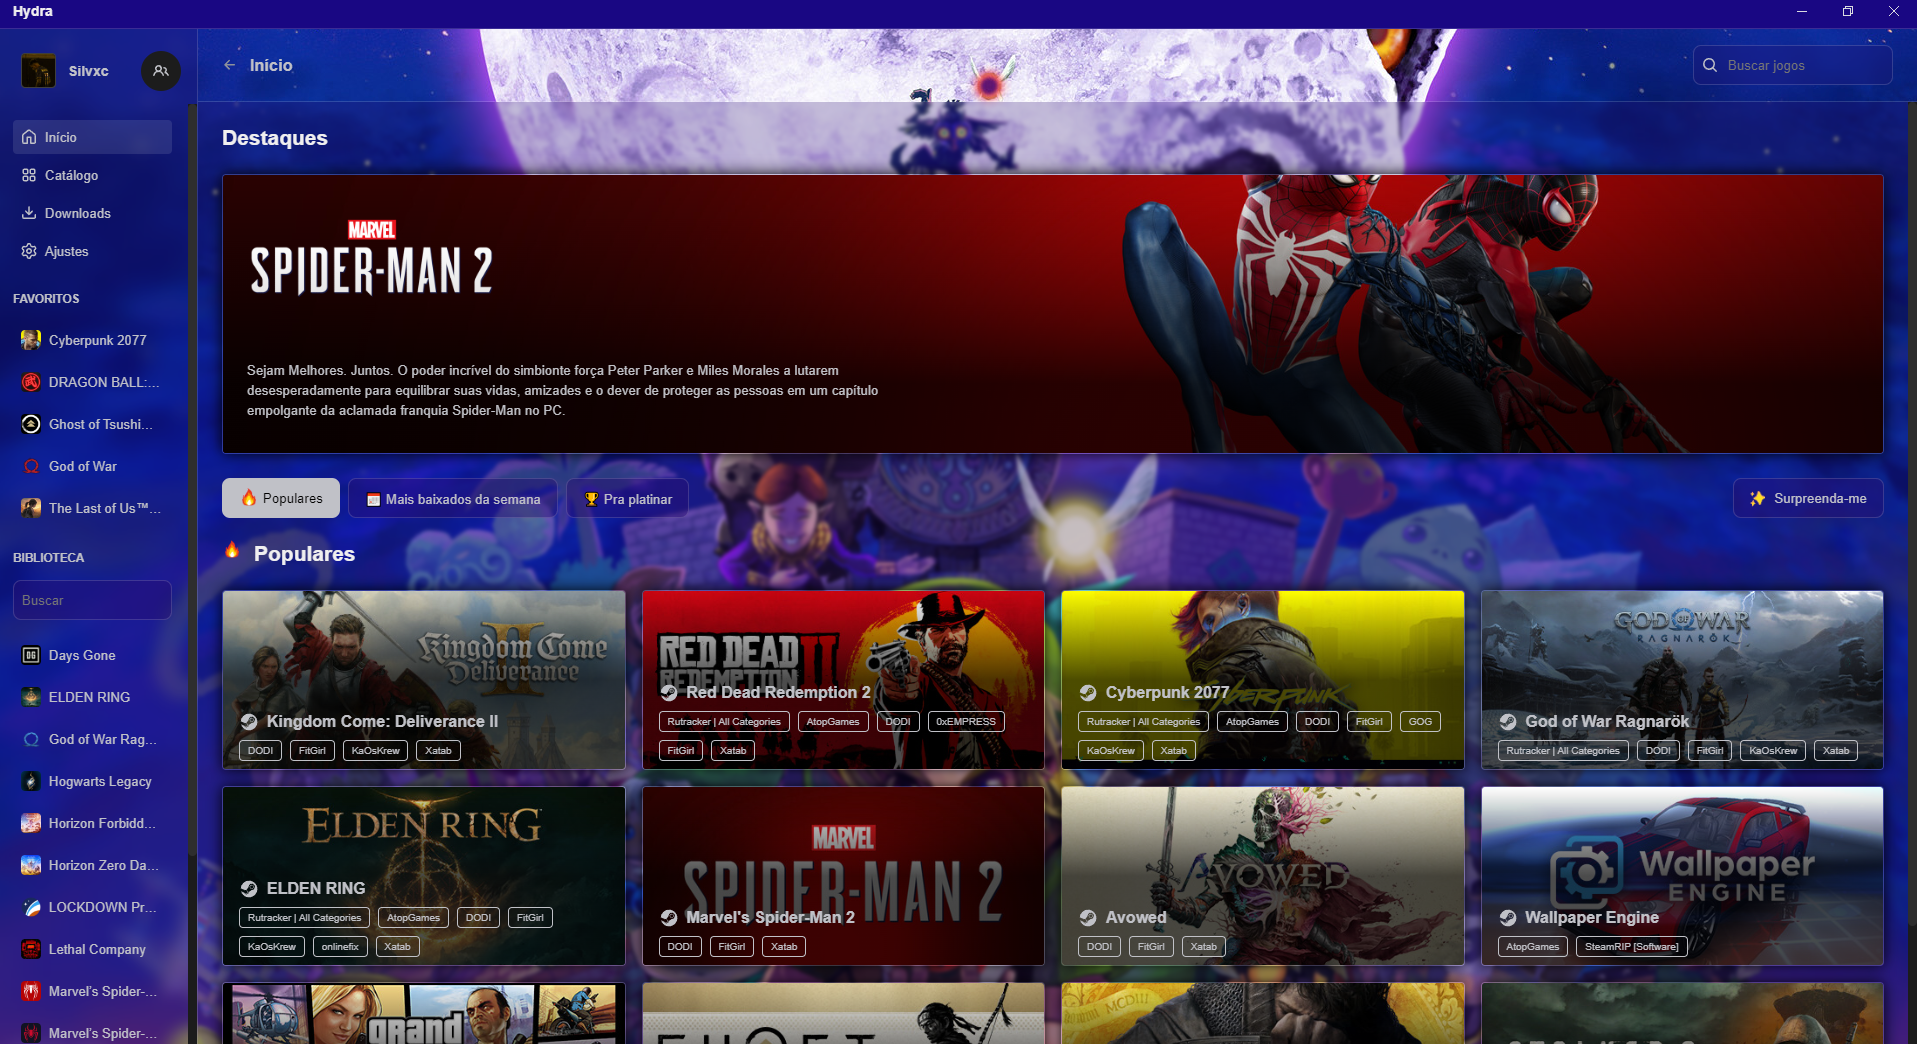 Hydra
Silvxc
Início
Catálogo
Downloads
Ajustes
FAVORITOS
Cyberpunk 2077
DRAGON BALL:...
Ghost of Tsushi...
God of War
The Last of Us™...
BIBLIOTECA
Buscar
Days Gone
ELDEN RING
God of War Rag...
Hogwarts Legacy
Horizon Forbidd...
Horizon Zero Da...
LOCKDOWN Pr...
Lethal Company
Marvel's Spider-...
Marvel's Spider-...
Início
Buscar jogos
Destaques
MARVEL
SPIDER-MAN 2
Sejam Melhores. Juntos. O poder incrível do simbionte força Peter Parker e Miles Morales a lutarem
desesperadamente para equilibrar suas vidas, amizades e o dever de proteger as pessoas em um capítulo
empolgante da aclamada franquia Spider-Man no PC.
Populares
Mais baixados da semana
Pra platinar
Surpreenda-me
Populares
Kingdom Come
II
Deliverance
Kingdom Come: Deliverance II
DODI FitGirl KaOsKrew Xatab
RED DEAD
REDEMPTION II
Red Dead Redemption 2
Rutracker | All Categories AtopGames DODI 0xEMPRESS
FitGirl Xatab
CYBERPUNK
Cyberpunk 2077
Rutracker | All Categories AtopGames DODI FitGirl GOG
KaOsKrew Xatab
GOD OF WAR
RAGNARÖK
God of War Ragnarök
Rutracker | All Categories DODI FitGirl KaOsKrew Xatab
ELDEN RING
ELDEN RING
Rutracker | All Categories AtopGames DODI FitGirl
KaOsKrew onlinefix Xatab
MARVEL
SPIDER-MAN 2
Marvel's Spider-Man 2
DODI FitGirl Xatab
AVOWED
Avowed
DODI FitGirl Xatab
Wallpaper
ENGINE
Wallpaper Engine
AtopGames SteamRIP [Software]
grand
MCDIII